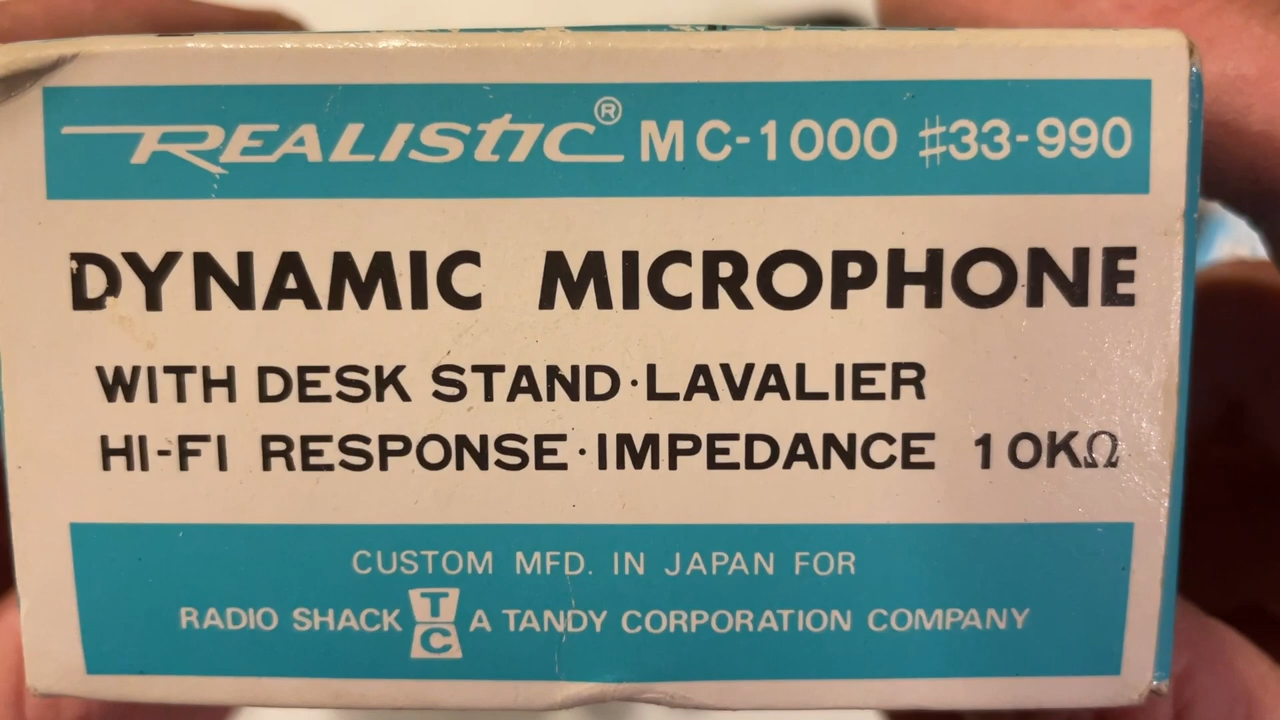 REALISTIC® MC-1000 #33-990
DYNAMIC MICROPHONE
WITH DESK STAND·LAVALIER
HI-FI RESPONSE·IMPEDANCE 10KΩ
CUSTOM MFD. IN JAPAN FOR
RADIO SHACK TC A TANDY CORPORATION COMPANY